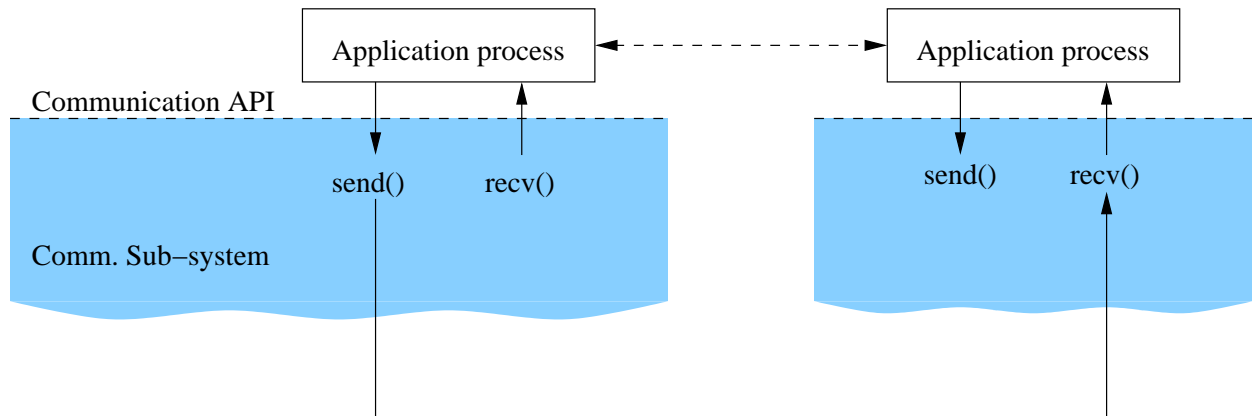 Application process
Application process
Communication API
send()
recv()
send()
recv()
Comm. Sub−system